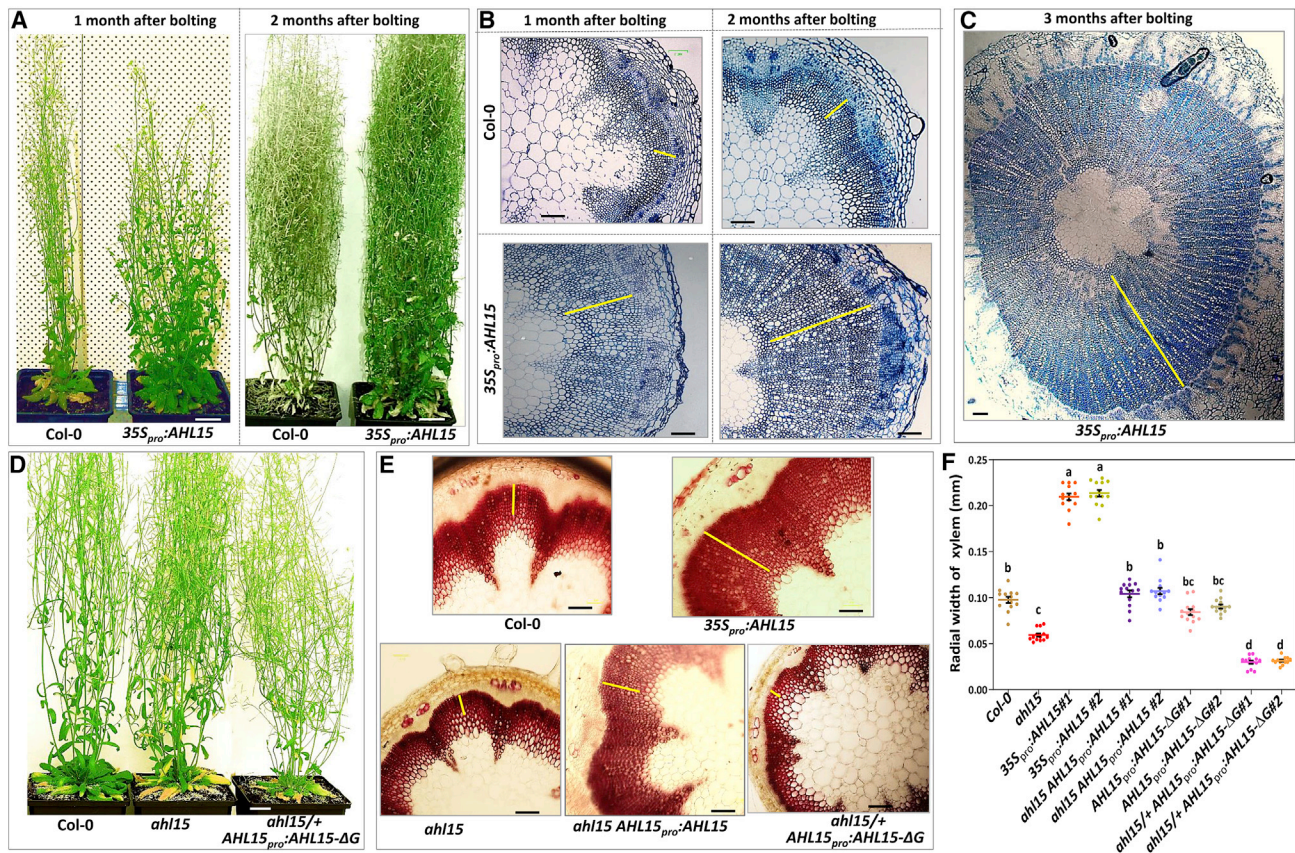 A
1 month after bolting
2 months after bolting
Col-0
35Spro:AHL15
Col-0
35Spro:AHL15
B
1 month after bolting
2 months after bolting
Col-0
35Spro:AHL15
C
3 months after bolting
35Spro:AHL15
D
Col-0
ahl15
ahl15/+
AHL15pro:AHL15-ΔG
E
Col-0
35Spro:AHL15
ahl15
ahl15 AHL15pro:AHL15
ahl15/+
AHL15pro:AHL15-ΔG
F
Radial width of xylem (mm)
0.25
0.20
0.15
0.10
0.05
0.00
b
c
a
a
b
b
bc
bc
d
d
Col-0
ahl15
35Spro:AHL15#1
35Spro:AHL15 #2
ahl15 AHL15pro:AHL15 #1
ahl15 AHL15pro:AHL15 #2
AHL15pro:AHL15-ΔG#1
AHL15pro:AHL15-ΔG#2
ahl15/+ AHL15pro:AHL15-ΔG#1
ahl15/+ AHL15pro:AHL15-ΔG#2